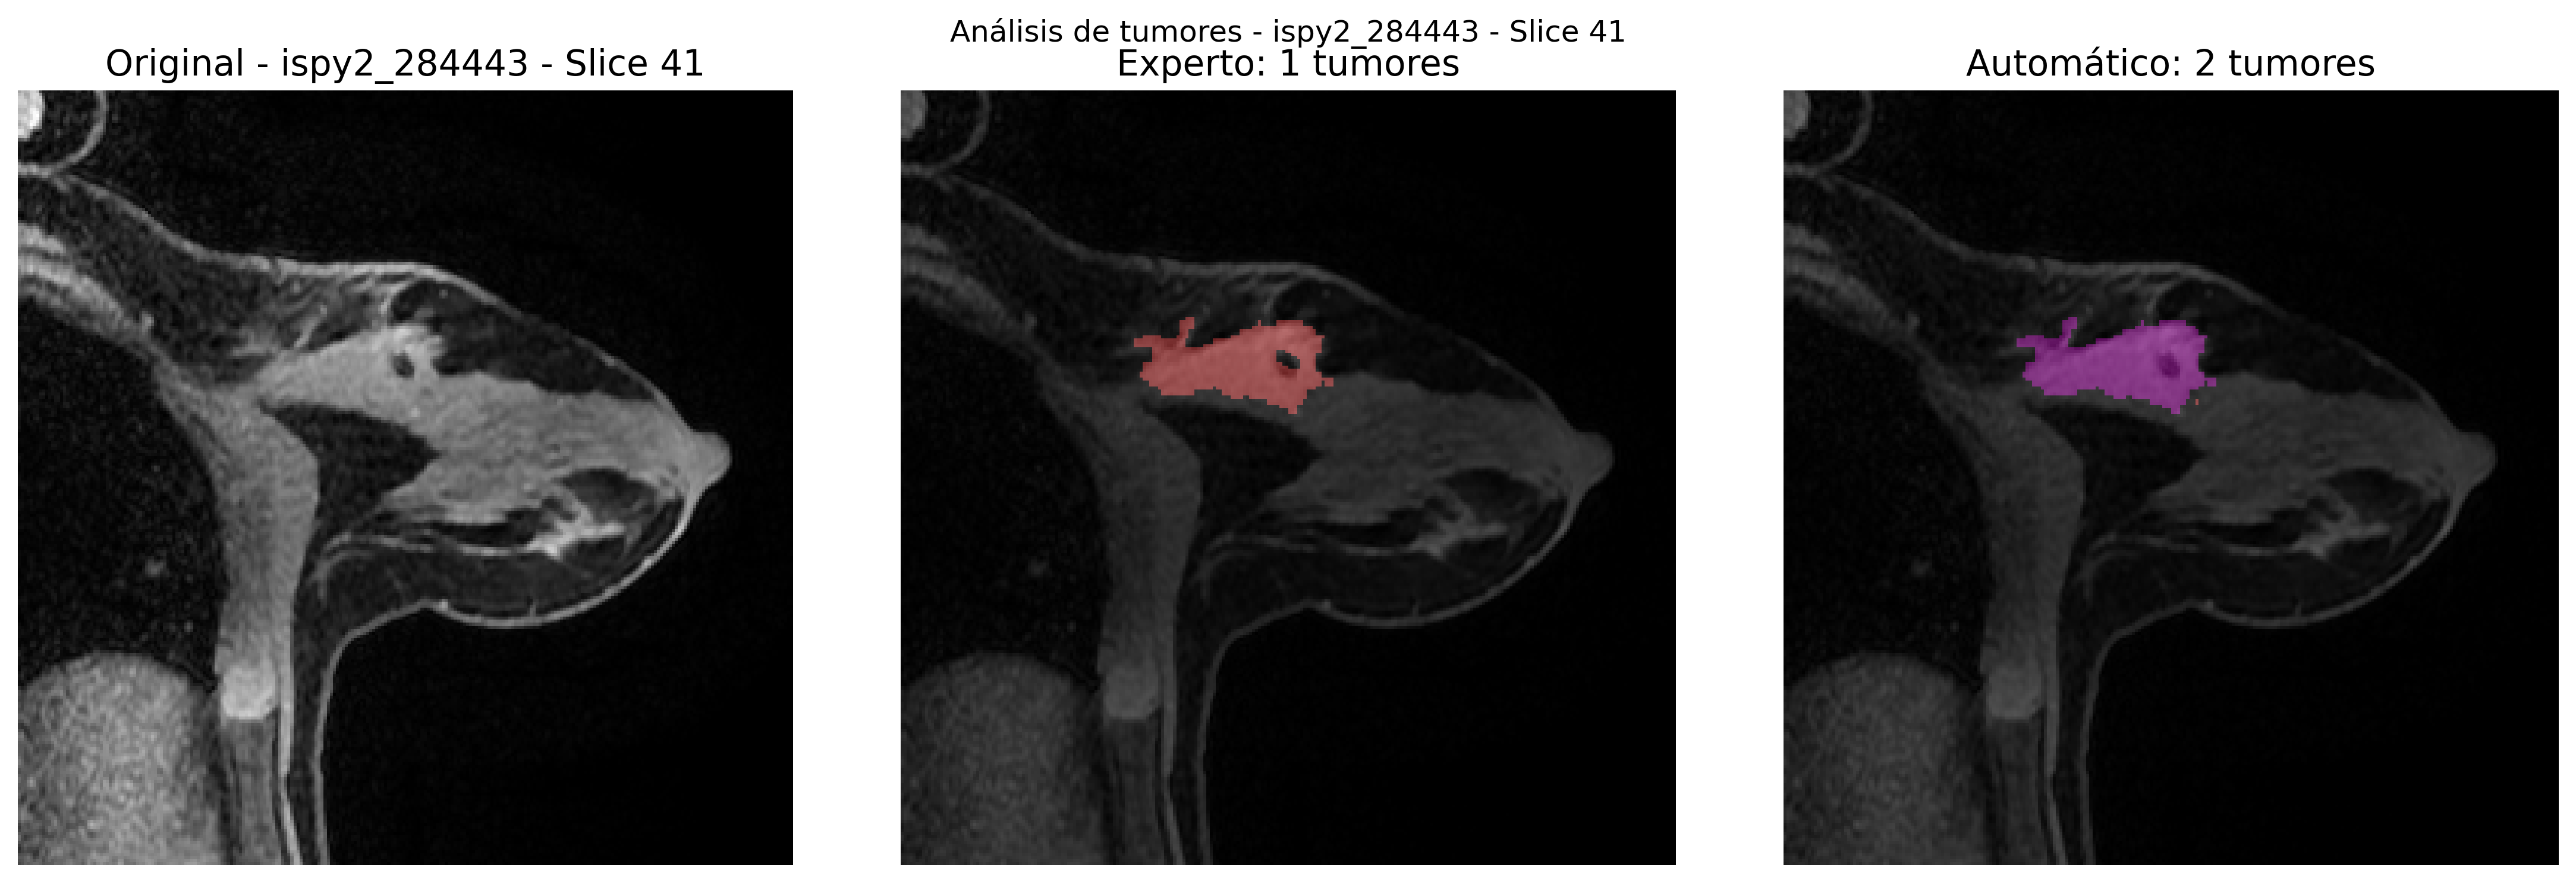 Análisis de tumores - ispy2_284443 - Slice 41
Original - ispy2_284443 - Slice 41
Experto: 1 tumores
Automático: 2 tumores